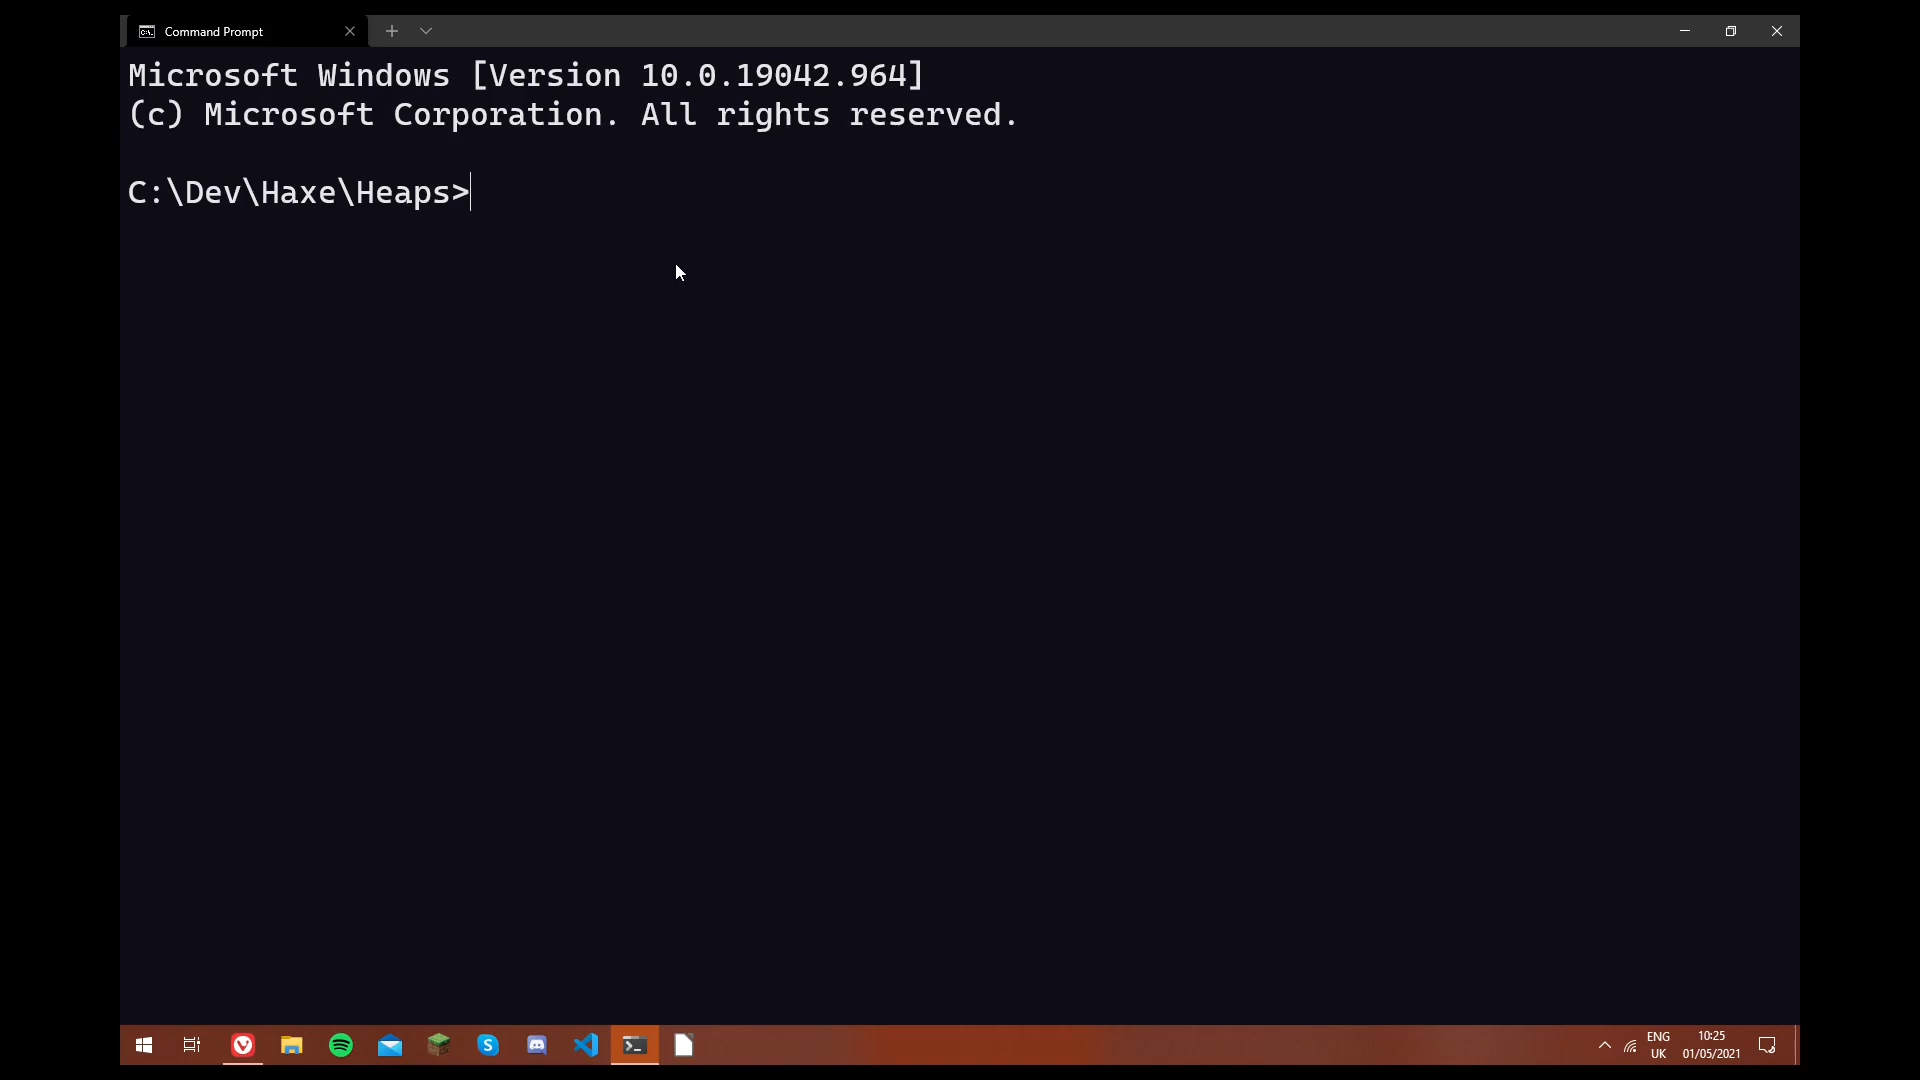 Command Prompt
Microsoft Windows [Version 10.0.19042.964]
(c) Microsoft Corporation. All rights reserved.
C:\Dev\Haxe\Heaps>
ENG
UK
10:25
01/05/2021